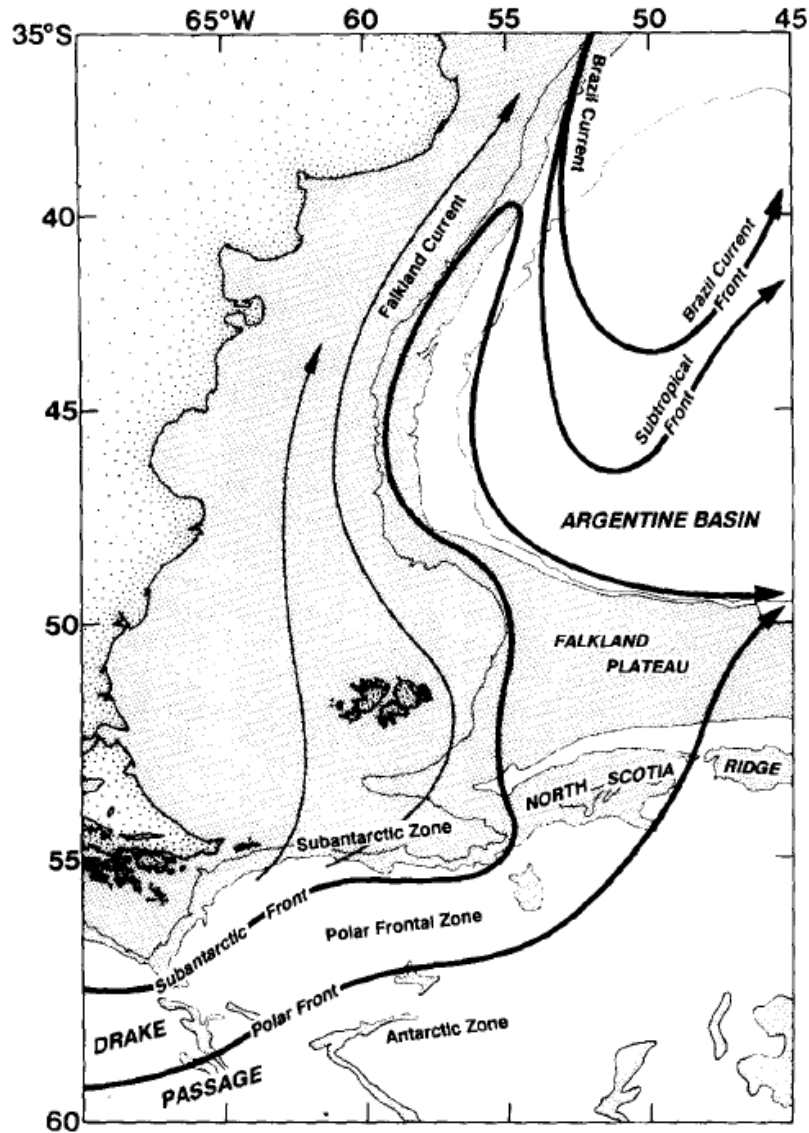 65°W 60 55 50 45
35°S
40
45
50
55
60
Brazil Current
Falkland Current
Brazil Current
Front
Subtropical
Front
ARGENTINE BASIN
FALKLAND
PLATEAU
NORTH SCOTIA RIDGE
Subantarctic Zone
Subantarctic Front
Polar Frontal Zone
Polar Front
Antarctic Zone
DRAKE
PASSAGE